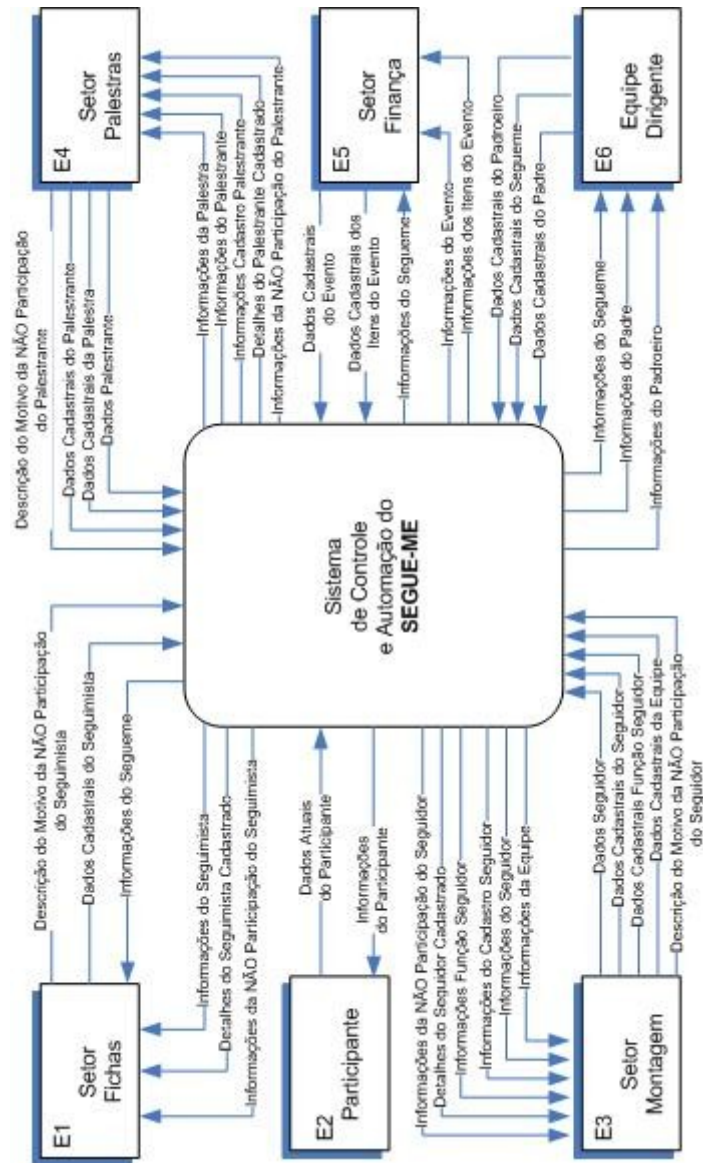 E1
Setor
Fichas
Descrição do Motivo da NÃO Participação
do Seguimista
Dados Cadastrais do Seguimista
Informações do Segueme
Informações do Seguimista
Detalhes do Seguimista Cadastrado
Informações da NÃO Participação do Seguimista
E4
Setor
Palestras
Descrição do Motivo da NÃO Participação
do Palestrante
Dados Cadastrais do Palestrante
Dados Cadastrais da Palestra
Dados Palestrante
Informações da Palestra
Informações do Palestrante
Informações Cadastro Palestrante
Detalhes do Palestrante Cadastrado
Informações da NÃO Participação do Palestrante
E2
Participante
Dados Atuais
do Participante
Informações
do Participante
Sistema
de Controle
e Automação do
SEGUE-ME
E5
Setor
Finança
Dados Cadastrais
do Evento
Dados Cadastrais dos
Itens do Evento
Informações do Segueme
Informações do Evento
Informações dos Itens do Evento
E3
Setor
Montagem
Informações da NÃO Participação do Seguidor
Detalhes do Seguidor Cadastrado
Informações Função Seguidor
Informações do Cadastro Seguidor
Informações do Seguidor
Informações da Equipe
Dados Seguidor
Dados Cadastrais do Seguidor
Dados Cadastrais Função Seguidor
Dados Cadastrais da Equipe
Descrição do Motivo da NÃO Participação
do Seguidor
E6
Equipe
Dirigente
Dados Cadastrais do Padroeiro
Dados Cadastrais do Segueme
Dados Cadastrais do Padre
Informações do Segueme
Informações do Padre
Informações do Padroeiro